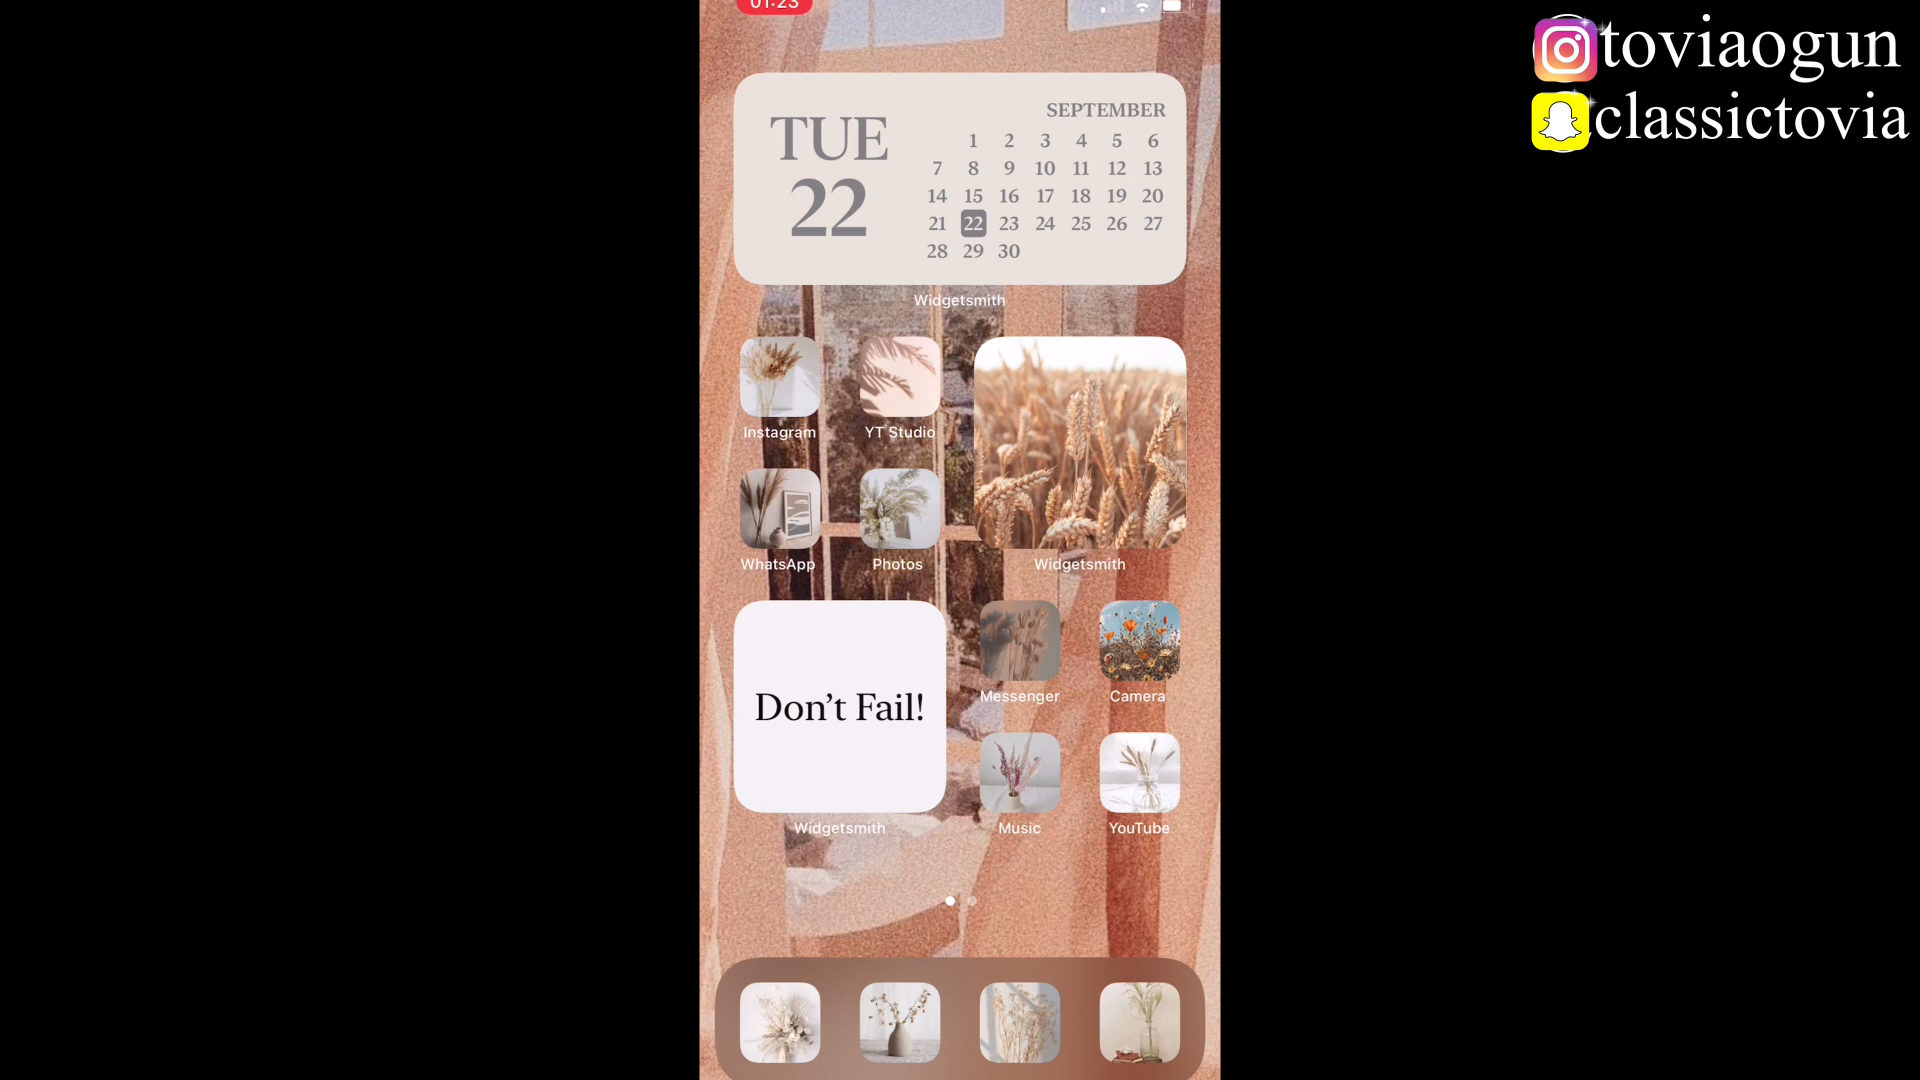 01:23
toviaogun
classictovia
TUE
22
SEPTEMBER
1 2 3 4 5 6
7 8 9 10 11 12 13
14 15 16 17 18 19 20
21 22 23 24 25 26 27
28 29 30
Widgetsmith
Instagram YT Studio
WhatsApp Photos Widgetsmith
Don't Fail!
Messenger Camera
Widgetsmith Music YouTube